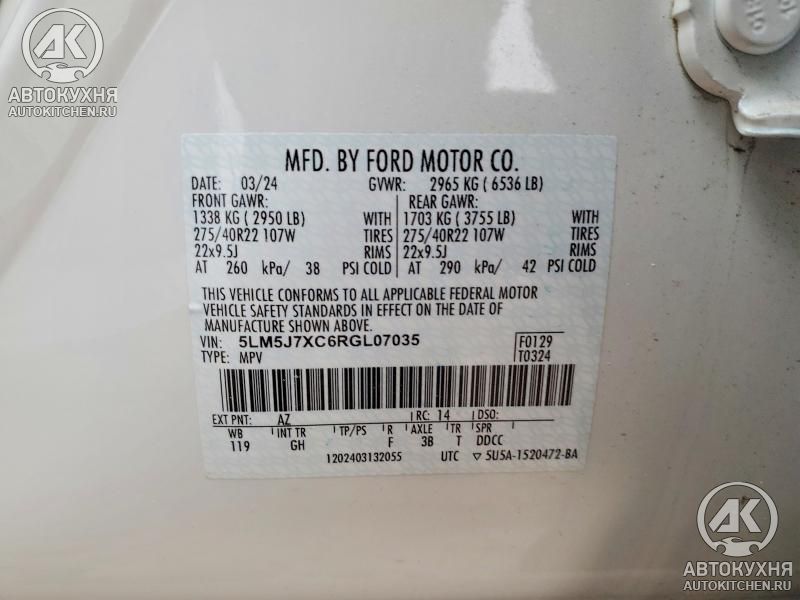 AK
АВТОКУХНЯ
AUTOKITCHEN.RU
MFD. BY FORD MOTOR CO.
DATE: 03/24 GVWR: 2965 KG ( 6536 LB)
FRONT GAWR: REAR GAWR:
1338 KG ( 2950 LB) WITH 1703 KG ( 3755 LB) WITH
275/40R22 107W TIRES 275/40R22 107W TIRES
22x9.5J RIMS 22x9.5J RIMS
AT 260 kPa/ 38 PSI COLD AT 290 kPa/ 42 PSI COLD
THIS VEHICLE CONFORMS TO ALL APPLICABLE FEDERAL MOTOR
VEHICLE SAFETY STANDARDS IN EFFECT ON THE DATE OF
MANUFACTURE SHOWN ABOVE.
VIN: 5LM5J7XC6RGL07035 F0129
TYPE: MPV T0324
EXT PNT: AZ RC: 14 DSO:
WB INT TR TP/PS R AXLE TR SPR
119 GH F 3B T DDCC
1202403132055 UTC ▽ 5U5A-1520472-BA
AK
АВТОКУХНЯ
AUTOKITCHEN.RU